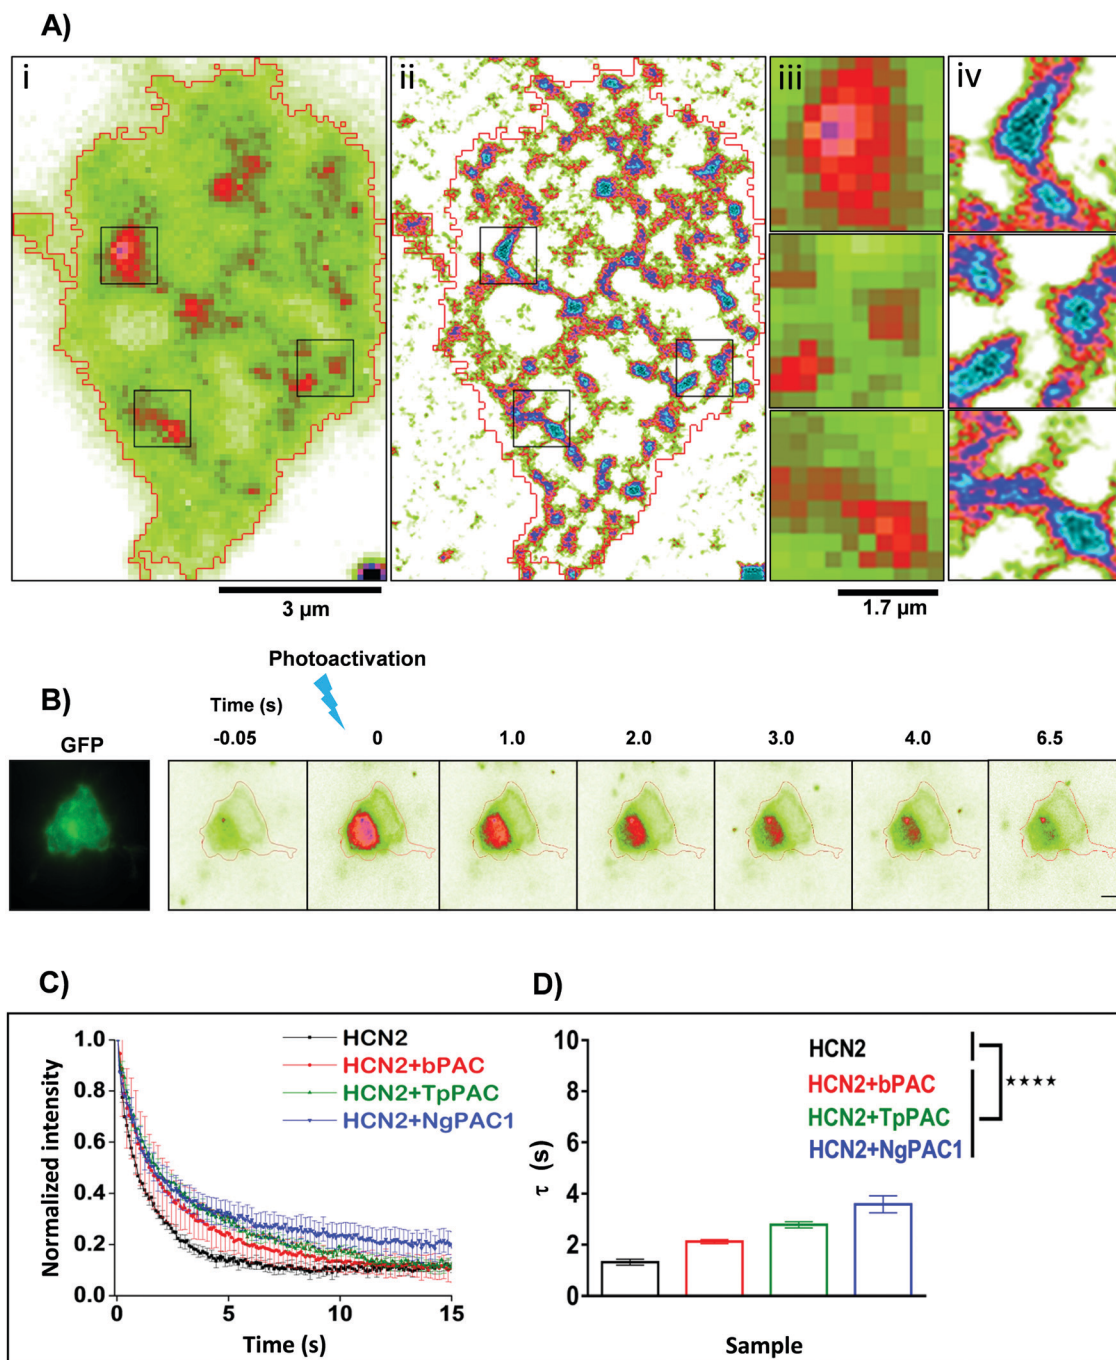 A)
i ii iii iv
3 µm 1.7 µm
Photoactivation
B)
Time (s)
GFP -0.05 0 1.0 2.0 3.0 4.0 6.5
C)
1.0
0.8
0.6
0.4
0.2
0.0
Normalized intensity
HCN2
HCN2+bPAC
HCN2+TpPAC
HCN2+NgPAC1
0 5 10 15
Time (s)
D)
10
8
6
4
2
0
τ (s)
HCN2
HCN2+bPAC
HCN2+TpPAC
HCN2+NgPAC1
★★★★
Sample